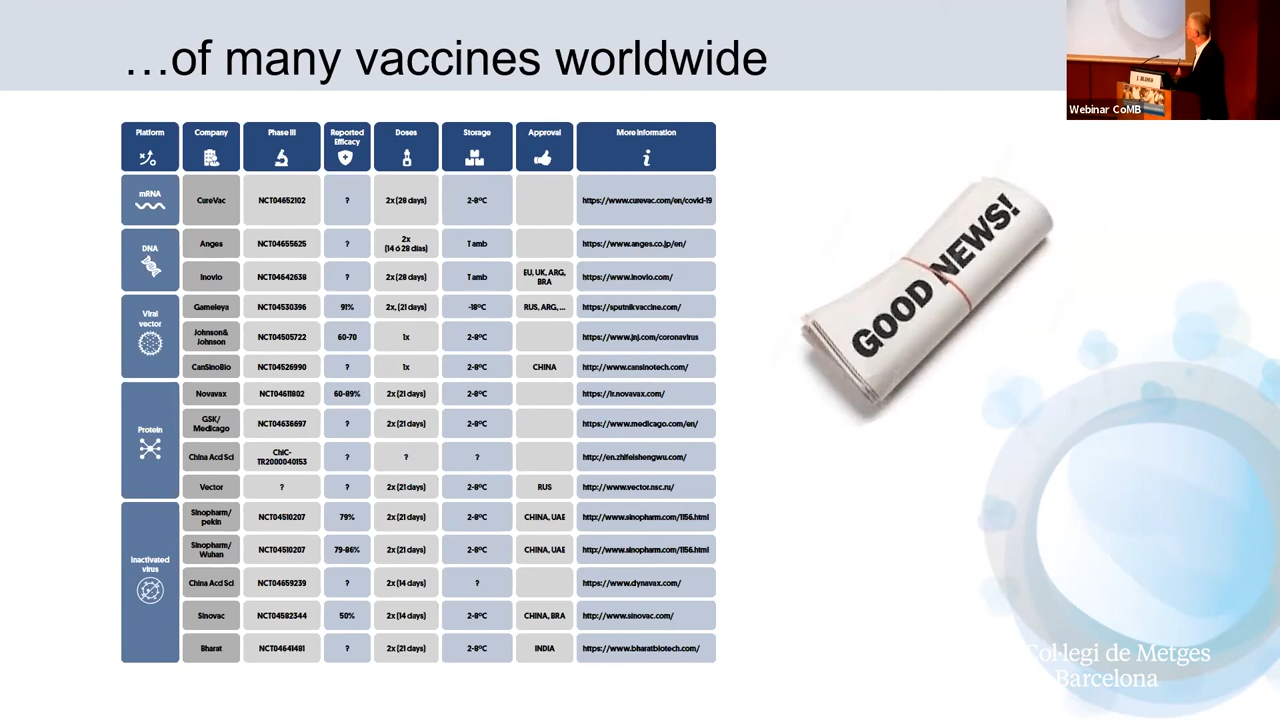 …of many vaccines worldwide
Webinar CoMB
J. BLANCO
Platform Company Phase III Reported Efficacy Doses Storage Approval More information
mRNA
CureVac NCT04652102 ? 2x (28 days) 2-8ºC https://www.curevac.com/en/covid-19
DNA
Anges NCT04655625 ? 2x (14 ó 28 días) Tamb https://www.anges.co.jp/en/
Inovio NCT04642638 ? 2x (28 days) Tamb EU, UK, ARG, BRA https://www.inovio.com/
Viral vector
Gameleya NCT04530396 91% 2x, (21 days) -18ºC RUS, ARG, ... https://sputnikvaccine.com/
Johnson& Johnson NCT04505722 60-70 1x 2-8ºC https://www.jnj.com/coronavirus
CanSinoBio NCT04526990 ? 1x 2-8ºC CHINA http://www.cansinotech.com/
Protein
Novavax NCT04611802 60-89% 2x (21 days) 2-8ºC https://ir.novavax.com/
GSK/ Medicago NCT04636697 ? 2x (21 days) 2-8ºC https://www.medicago.com/en/
China Acd Sci ChiC-TR2000040153 ? ? ? http://en.zhifeishengwu.com/
Vector ? ? 2x (21 days) 2-8ºC RUS http://www.vector.nsc.ru/
Inactivated virus
Sinopharm/ pekin NCT04510207 79% 2x (21 days) 2-8ºC CHINA, UAE http://www.sinopharm.com/1156.html
Sinopharm/ Wuhan NCT04510207 79-86% 2x (21 days) 2-8ºC CHINA, UAE http://www.sinopharm.com/1156.html
China Acd Sci NCT04659239 ? 2x (14 days) ? https://www.dynavax.com/
Sinovac NCT04582344 50% 2x (14 days) 2-8ºC CHINA, BRA http://www.sinovac.com/
Bharat NCT04641481 ? 2x (21 days) 2-8ºC INDIA https://www.bharatbiotech.com/
GOOD NEWS!
Col·legi de Metges
Barcelona